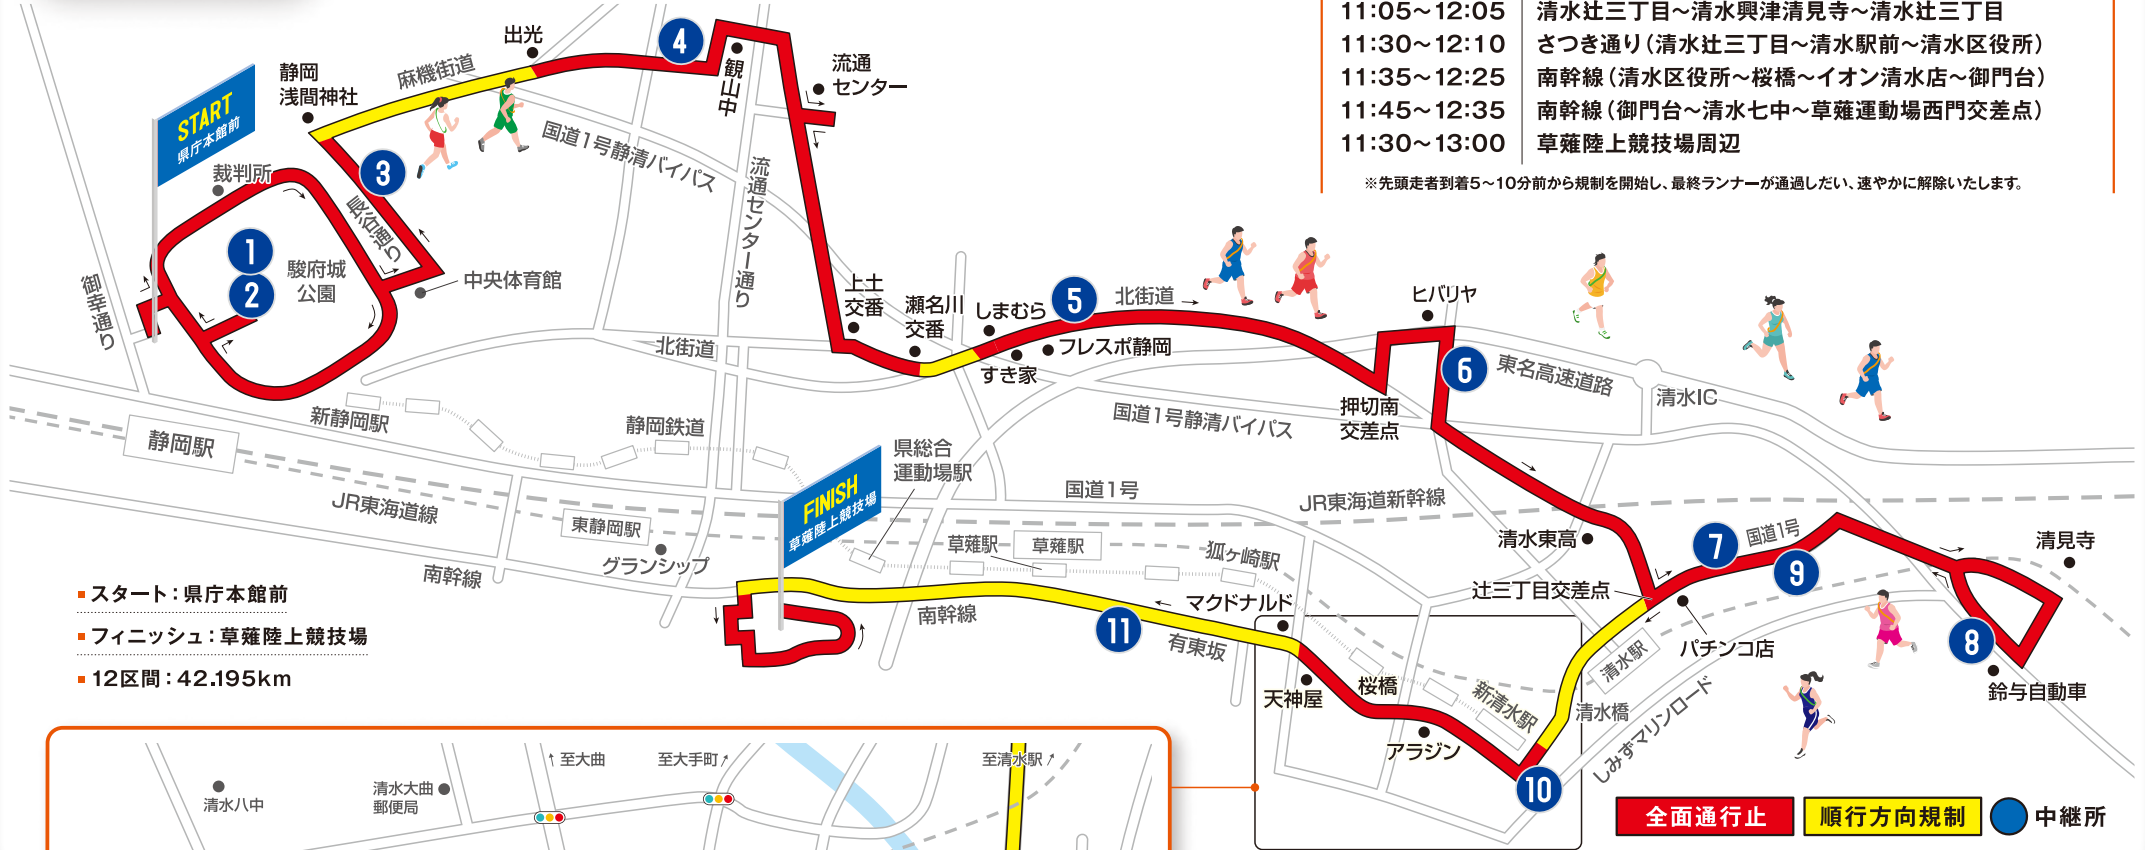 11:05～12:05 清水辻三丁目～清水興津清見寺～清水辻三丁目
11:30～12:10 さつき通り（清水辻三丁目～清水駅前～清水区役所）
11:35～12:25 南幹線（清水区役所～桜橋～イオン清水店～御門台）
11:45～12:35 南幹線（御門台～清水七中～草薙運動場西門交差点）
11:30～13:00 草薙陸上競技場周辺
※先頭走者到着5～10分前から規制を開始し、最終ランナーが通過しだい、速やかに解除いたします。
START
県庁本館前
静岡
浅間神社
麻機街道
出光
4
観山中
流通
センター
裁判所
3
長谷通り
国道1号静清バイパス
流通センター通り
1
2
駿府城
公園
中央体育館
御幸通り
上土
交番
瀬名川
交番
しまむら
5
北街道
フレスポ静岡
すき家
北街道
ヒバリヤ
6
東名高速道路
清水IC
押切南
交差点
国道1号静清バイパス
静岡駅
新静岡駅
静岡鉄道
県総合
運動場駅
FINISH
草薙陸上競技場
国道1号
JR東海道新幹線
JR東海道線
東静岡駅
グランシップ
南幹線
草薙駅
草薙駅
狐ヶ崎駅
マクドナルド
清水東高
辻三丁目交差点
7
国道1号
9
清見寺
8
鈴与自動車
パチンコ店
清水駅
清水橋
しみずマリンロード
南幹線
11
有東坂
天神屋
桜橋
アラジン
新清水駅
10
スタート：県庁本館前
フィニッシュ：草薙陸上競技場
12区間：42.195km
清水八中
清水大曲
郵便局
↑至大曲
至大手町↗
至清水駅↗
全面通行止
順行方向規制
中継所